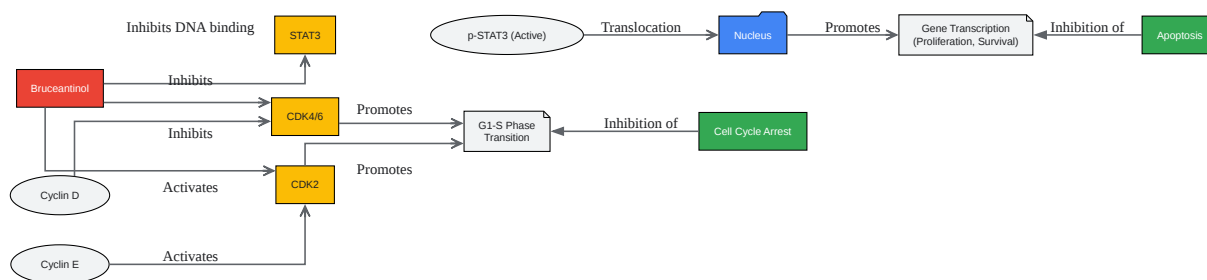 Inhibits DNA binding
STAT3
p-STAT3 (Active)
Translocation
Nucleus
Promotes
Gene Transcription
(Proliferation, Survival)
Inhibition of
Apoptosis
Bruceantinol
Inhibits
CDK4/6
Promotes
Inhibits
G1-S Phase
Transition
Inhibition of
Cell Cycle Arrest
Promotes
Cyclin D
Activates
CDK2
Cyclin E
Activates